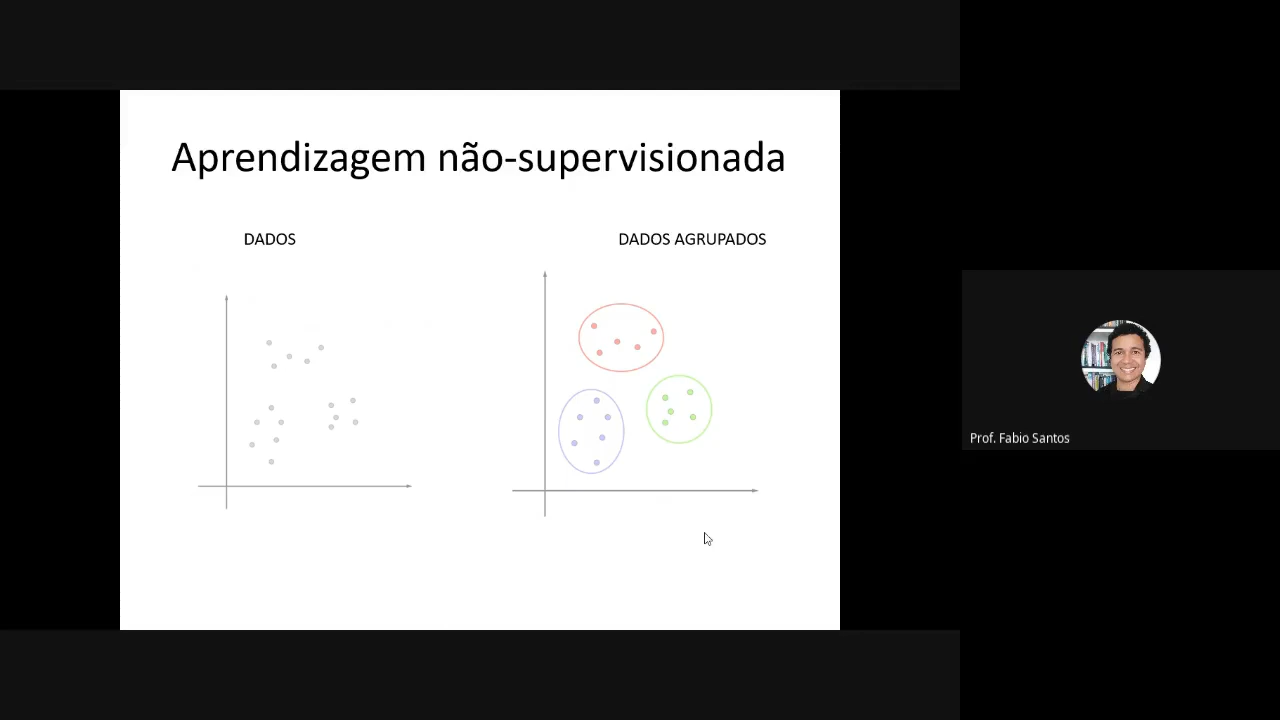 Aprendizagem não-supervisionada
DADOS
DADOS AGRUPADOS
Prof. Fabio Santos